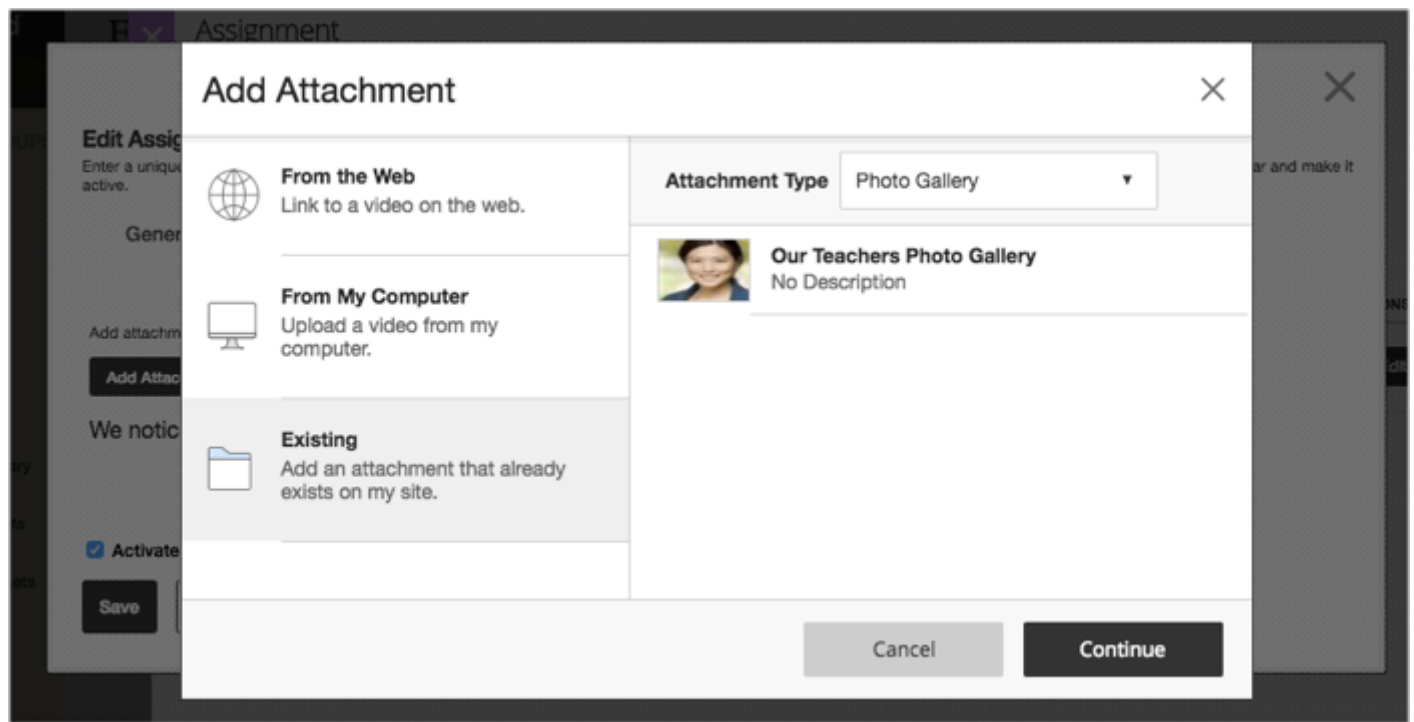 Assignment
Add Attachment
Edit Assig
Enter a unique
active.
ar and make it
Gener
Add attachm
Add Attac
We notic
Activate
Save
From the Web
Link to a video on the web.
From My Computer
Upload a video from my
computer.
Existing
Add an attachment that already
exists on my site.
Attachment Type Photo Gallery
Our Teachers Photo Gallery
No Description
Cancel Continue